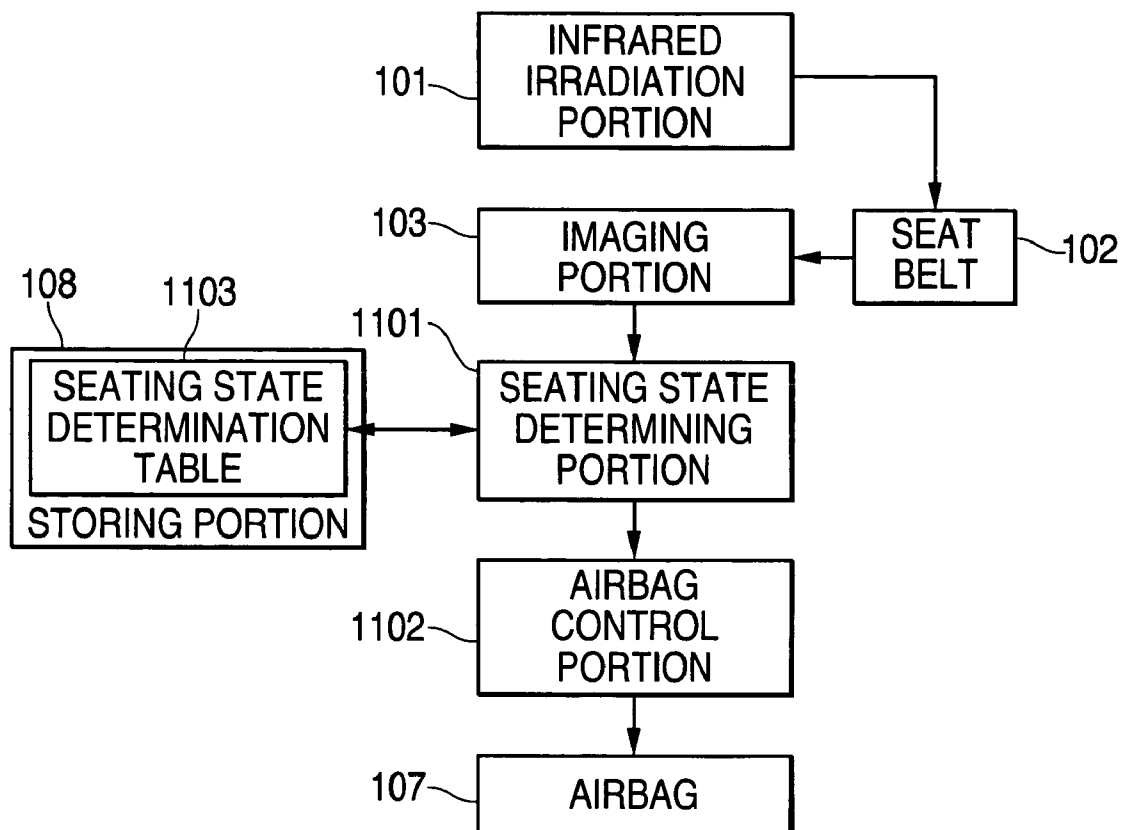 INFRARED
IRRADIATION
PORTION
101
103
IMAGING
PORTION
SEAT
BELT
102
108
1103
1101
SEATING STATE
DETERMINATION
TABLE
STORING PORTION
SEATING STATE
DETERMINING
PORTION
1102
AIRBAG
CONTROL
PORTION
107
AIRBAG